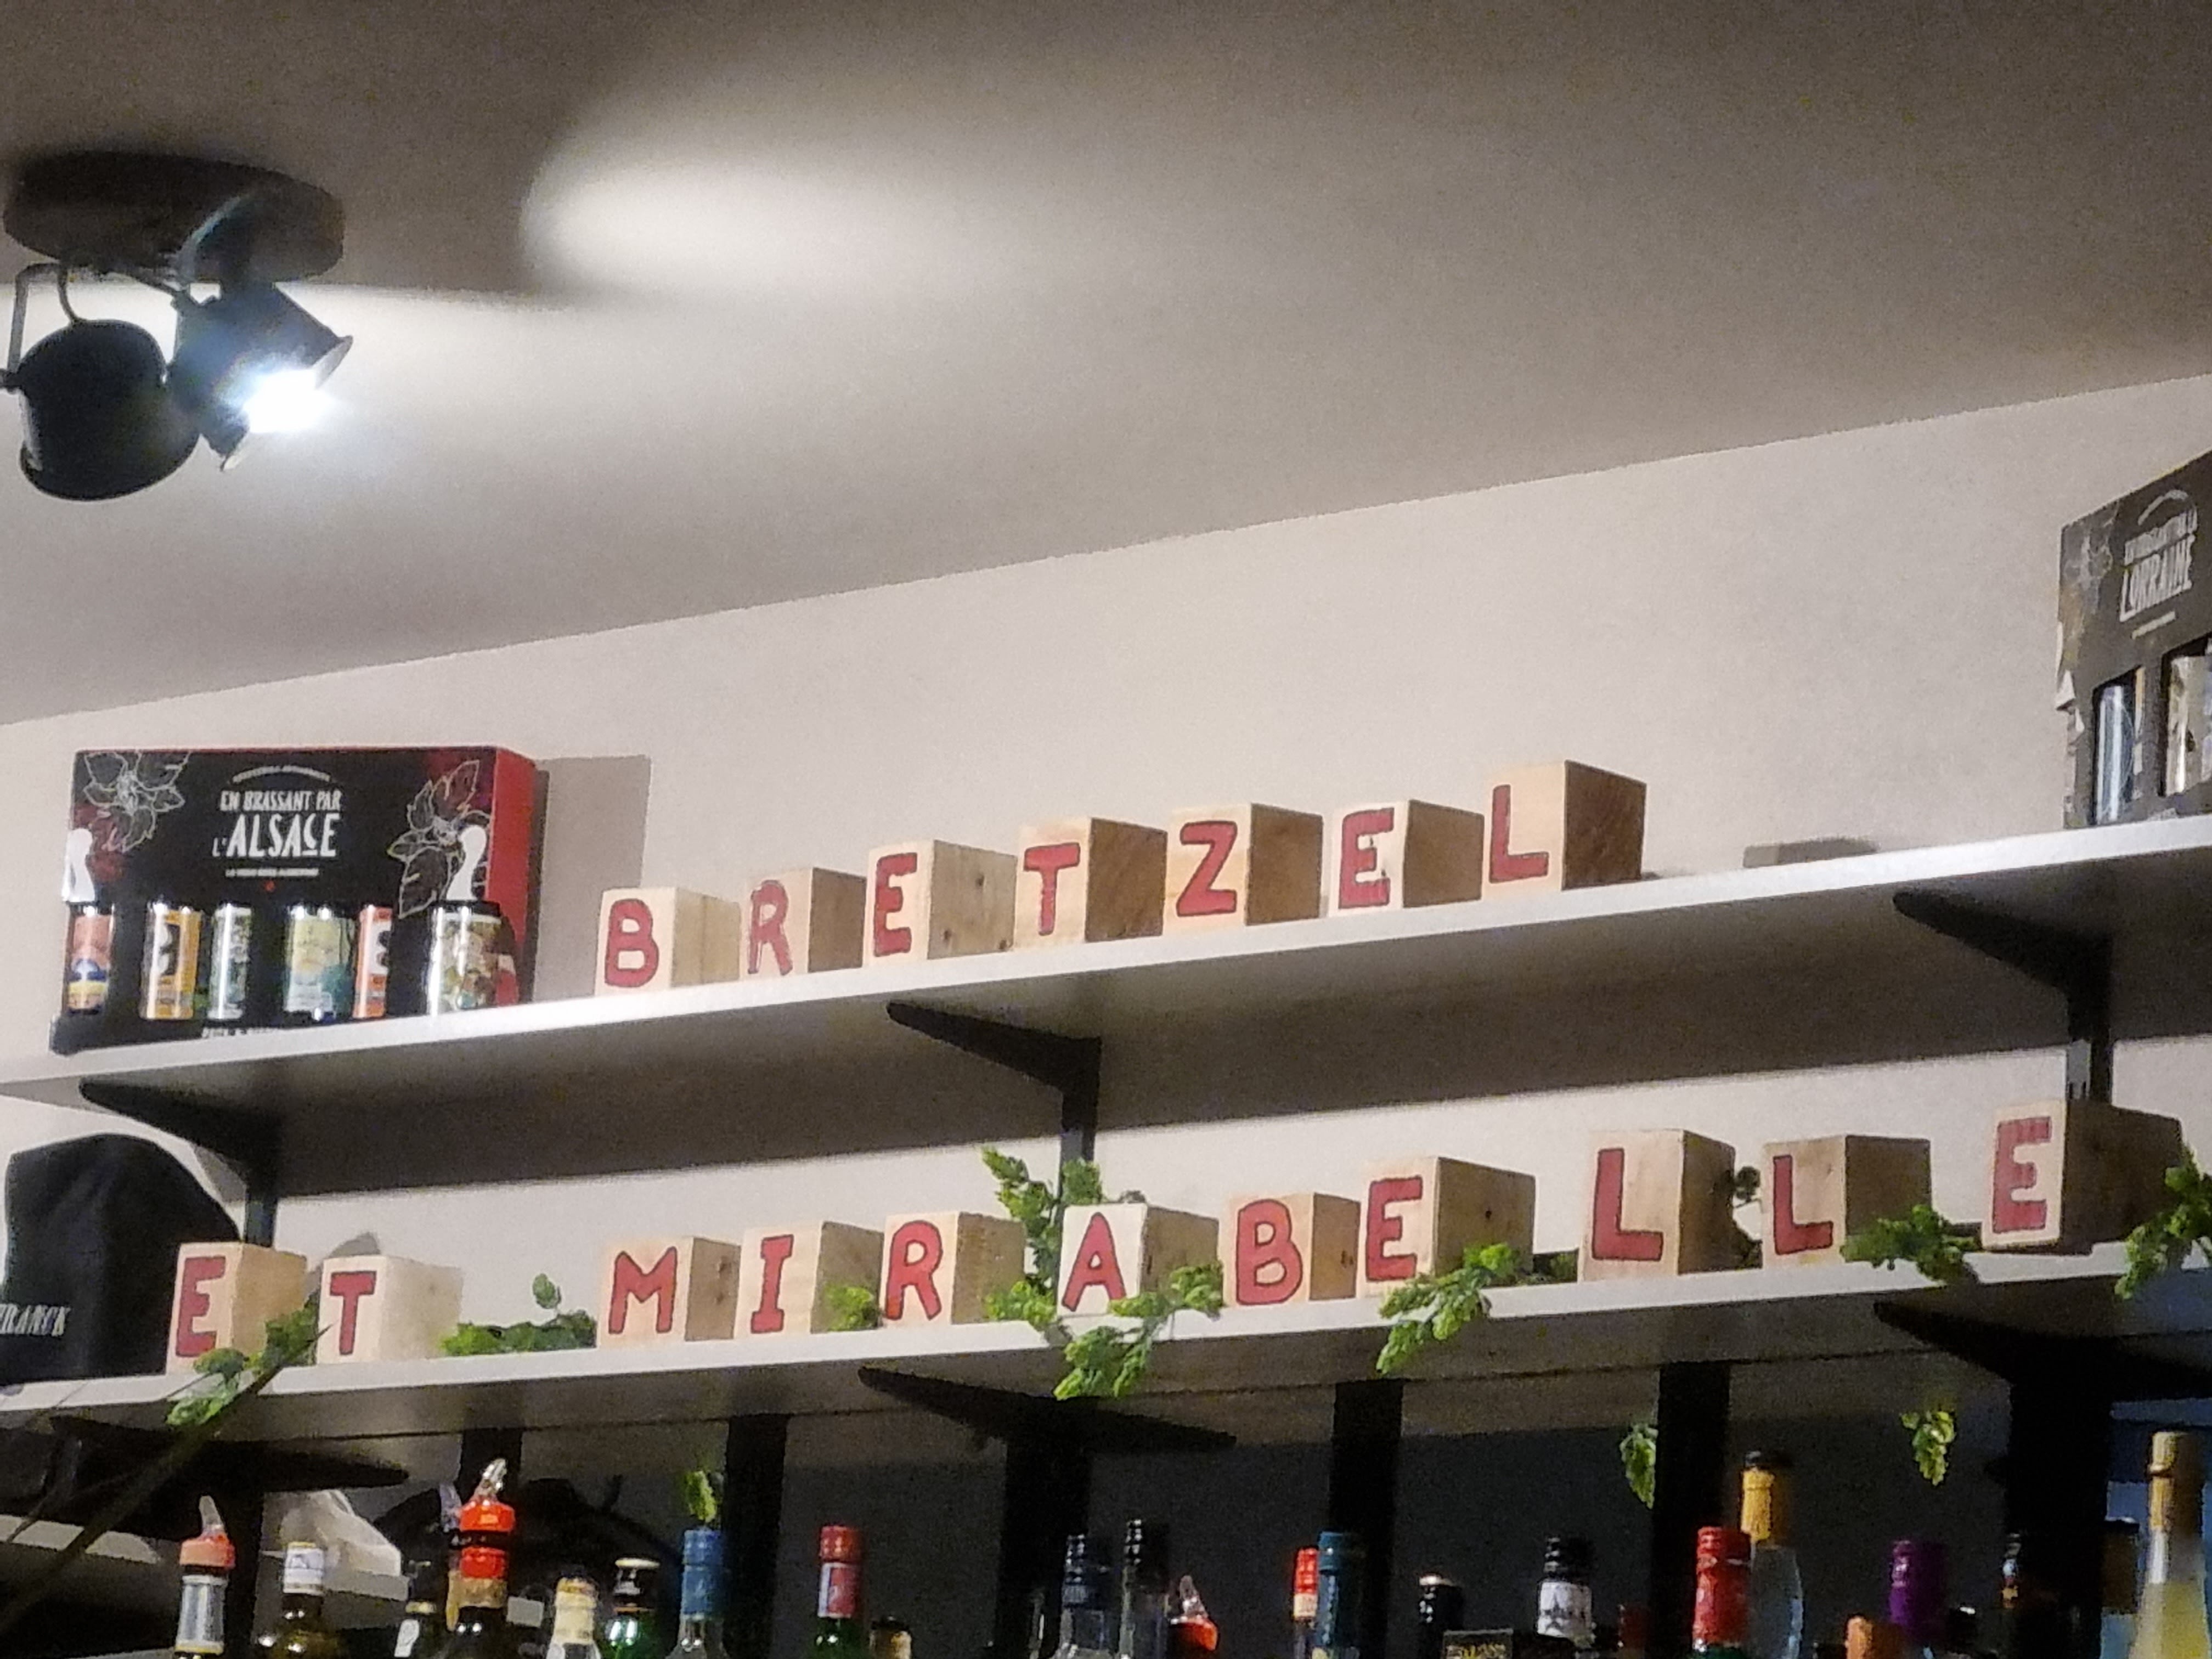 EN BRASSANT PAR
L'ALSACE
LORRAINE
BRETZEL
ET MIRABELLE